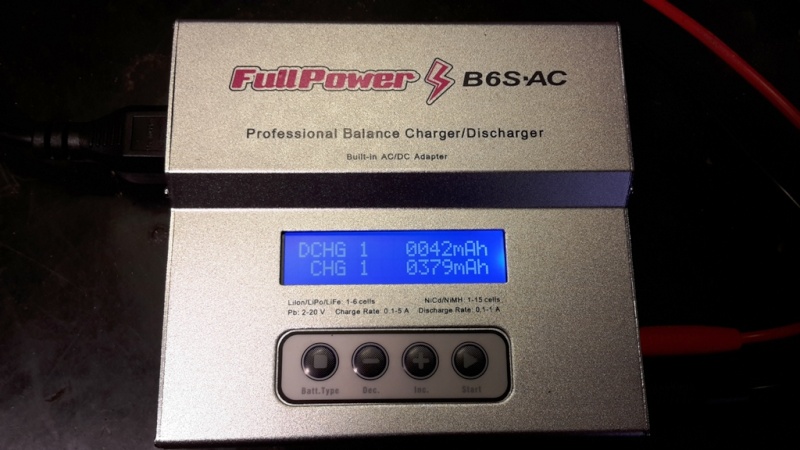 FullPower B6S·AC
Professional Balance Charger/Discharger
Built-in AC/DC Adapter
DCHG 1 0042mAh
CHG 1 0379mAh
LiIon/LiPo/LiFe: 1-6 cells NiCd/NiMH: 1-15 cells
Pb: 2-20 V Charge Rate: 0.1-5 A Discharge Rate: 0.1-1 A
Batt.Type Dec. Inc. Start